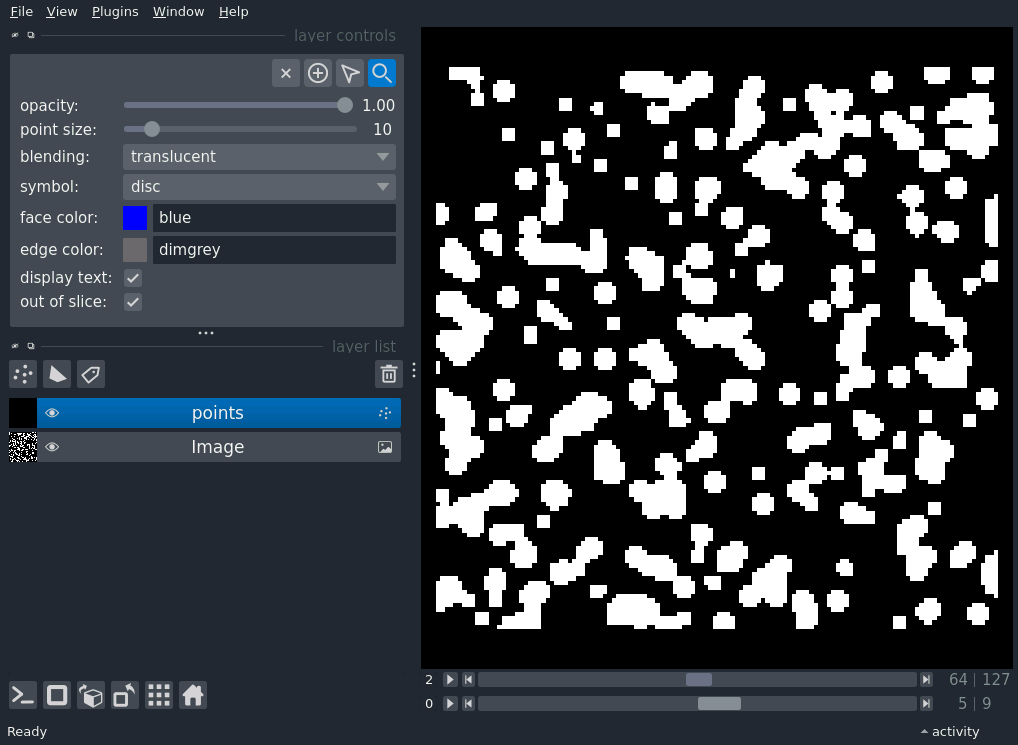 File View Plugins Window Help
layer controls
opacity: 1.00
point size: 10
blending: translucent
symbol: disc
face color: blue
edge color: dimgrey
display text:
out of slice:
layer list
points
Image
2 64 | 127
0 5 | 9
Ready activity